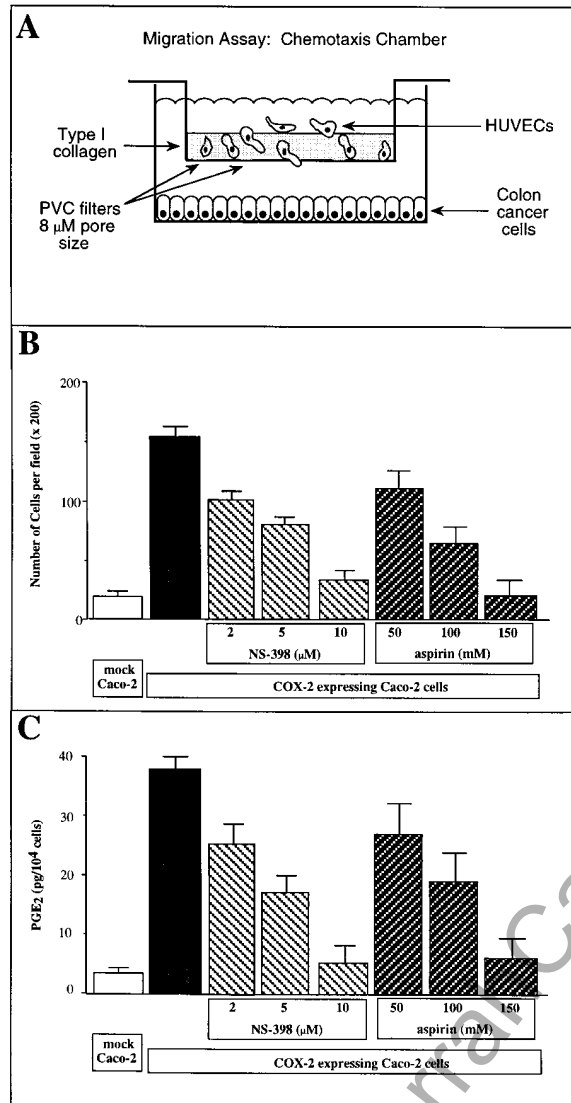 A
Migration Assay: Chemotaxis Chamber
Type I
collagen
HUVECs
PVC filters
8 μM pore
size
Colon
cancer
cells
B
200
100
0
Number of Cells per field (x 200)
2 5 10 50 100 150
NS-398 (μM) aspirin (mM)
mock
Caco-2
COX-2 expressing Caco-2 cells
C
40
30
20
10
0
PGE2 (pg/10⁴ cells)
2 5 10 50 100 150
NS-398 (μM) aspirin (mM)
mock
Caco-2
COX-2 expressing Caco-2 cells